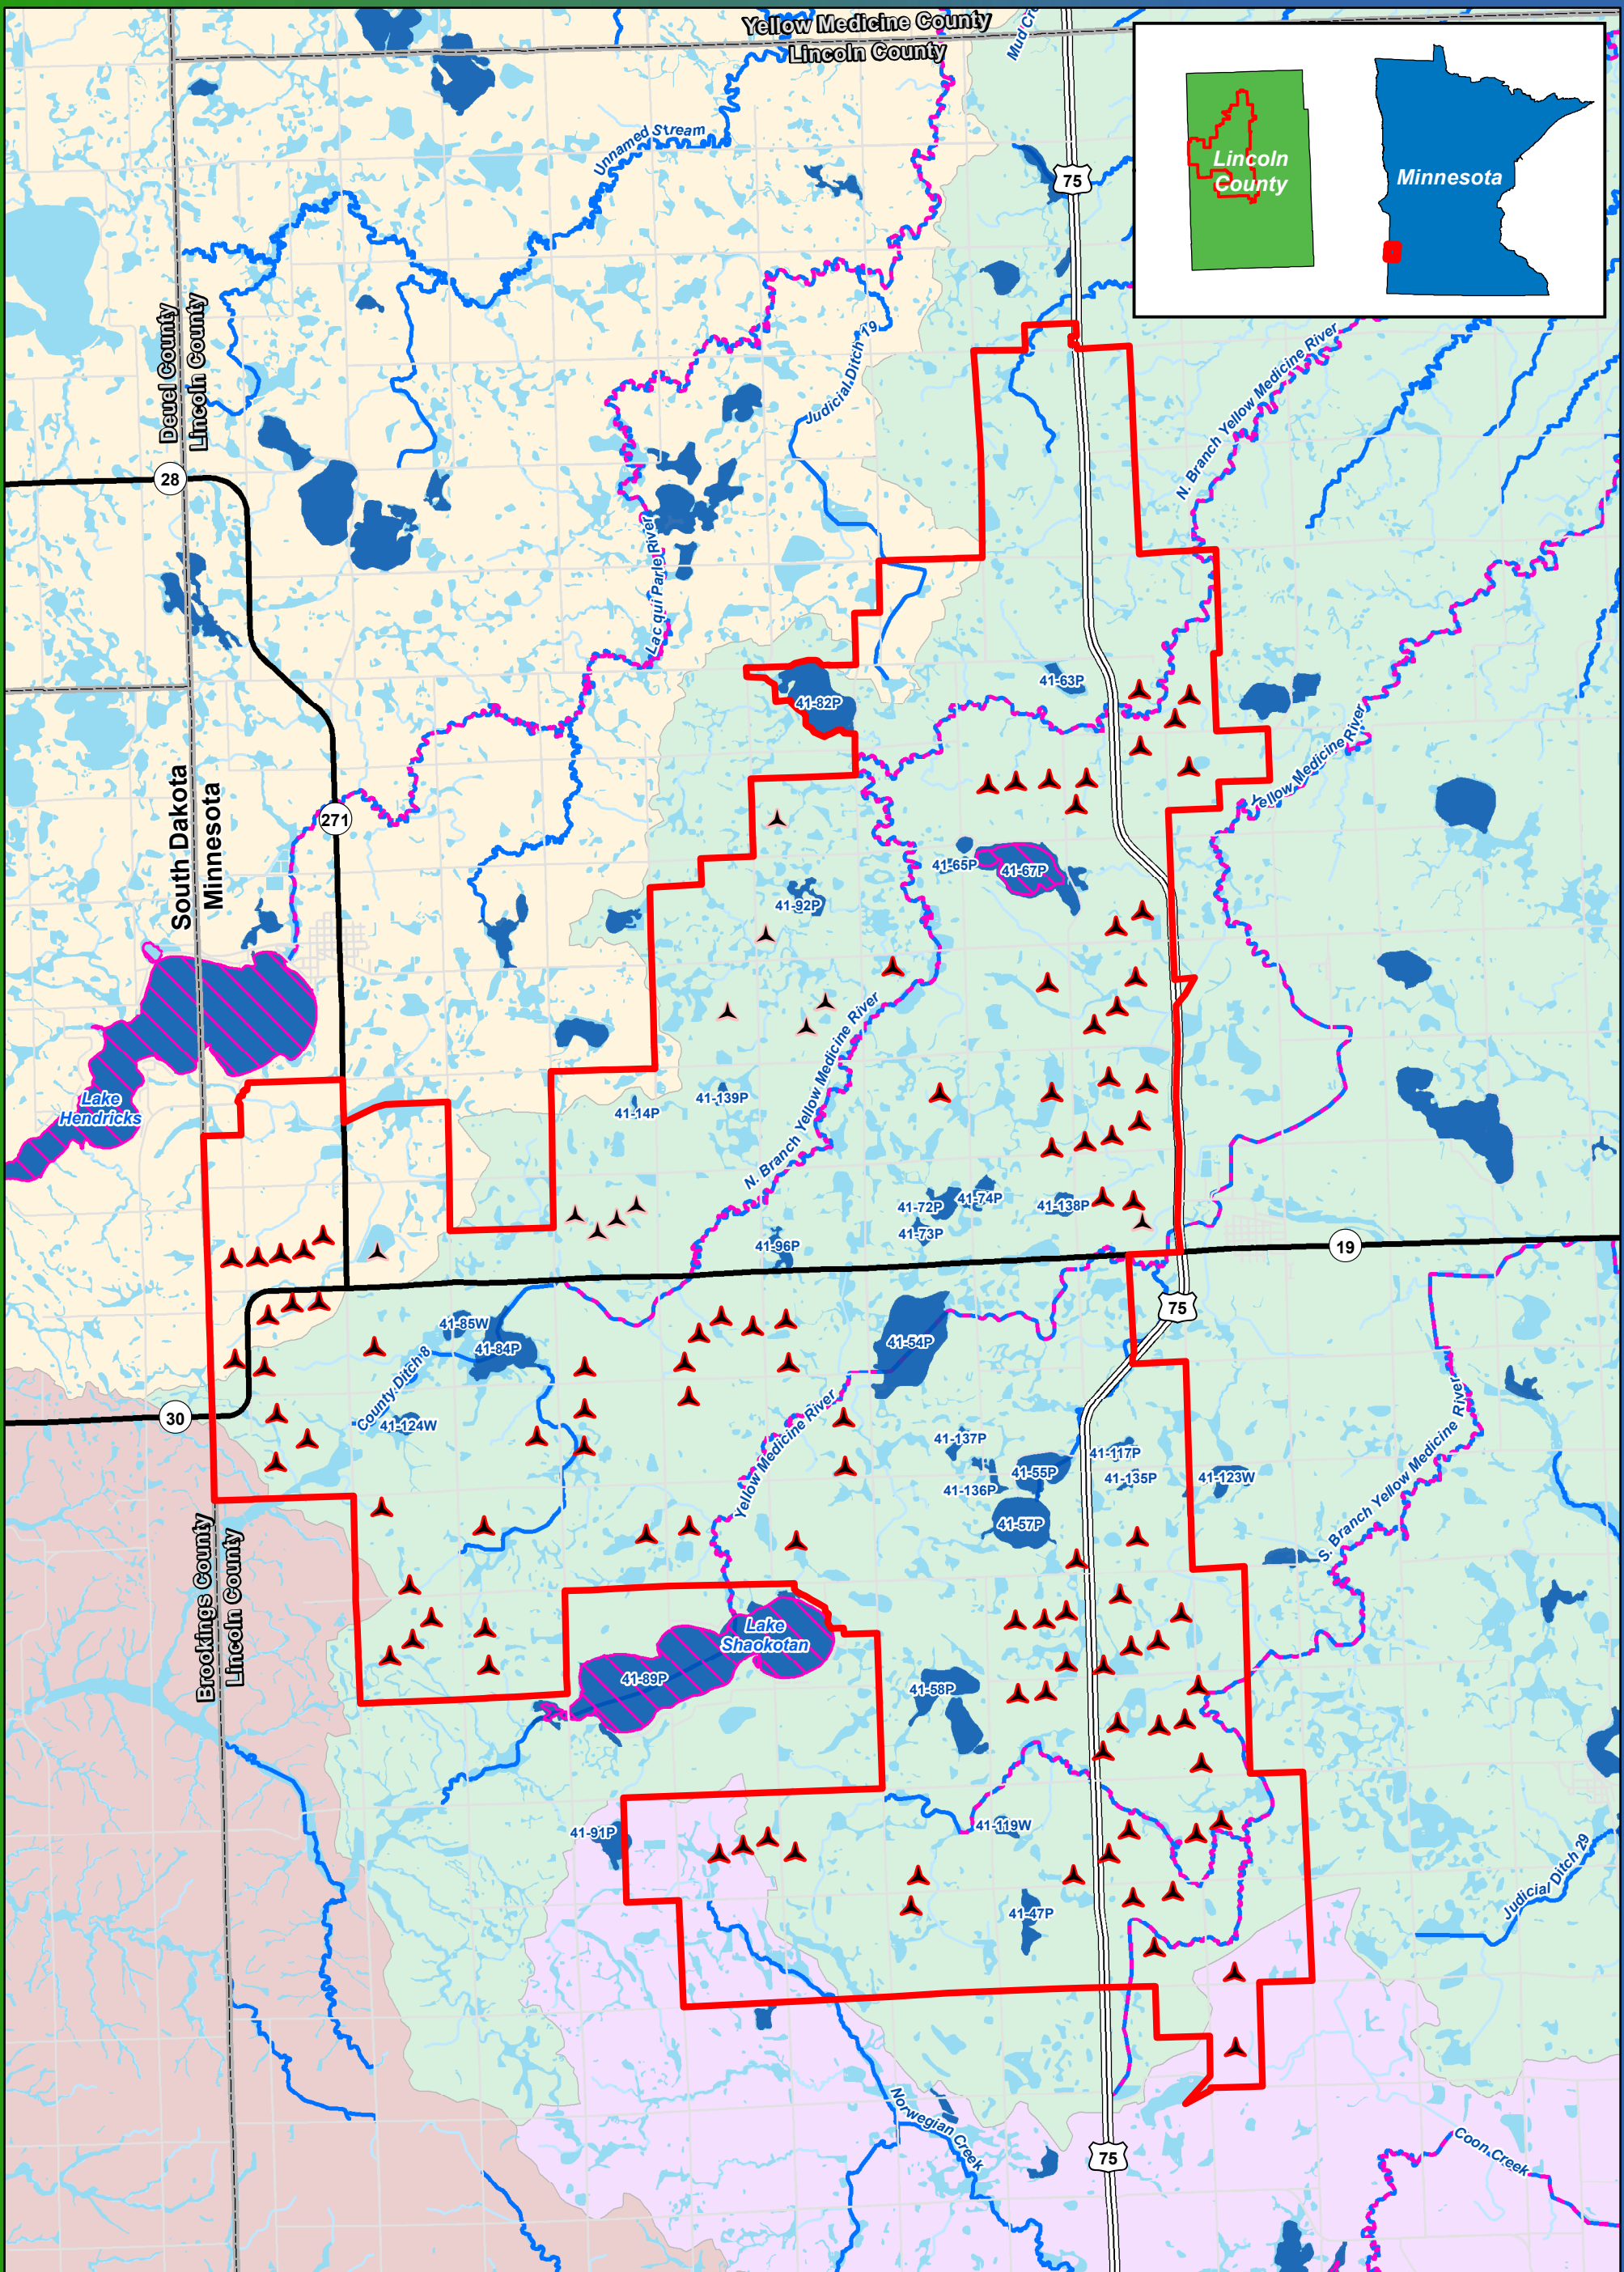 Yellow Medicine County
Lincoln County
Unnamed Stream
75
Lincoln
County
Minnesota
Deuel County
Lincoln County
Judicial Ditch 19
N. Branch Yellow Medicine River
28
Lac qui Parle River
41-63P
41-82P
Yellow Medicine River
South Dakota
Minnesota
271
41-65P
41-67P
41-92P
Lake
Hendricks
41-14P
41-139P
N. Branch Yellow Medicine River
41-72P
41-74P
41-73P
41-138P
41-96P
19
75
41-85W
41-84P
41-54P
County Ditch 8
41-124W
30
Yellow Medicine River
41-137P
41-136P
41-55P
41-57P
41-117P
41-135P
41-123W
S. Branch Yellow Medicine River
Brookings County
Lincoln County
Lake
Shaokotan
41-89P
41-58P
41-91P
41-119W
41-47P
Judicial Ditch 29
Norwegian Creek
75
Coon Creek